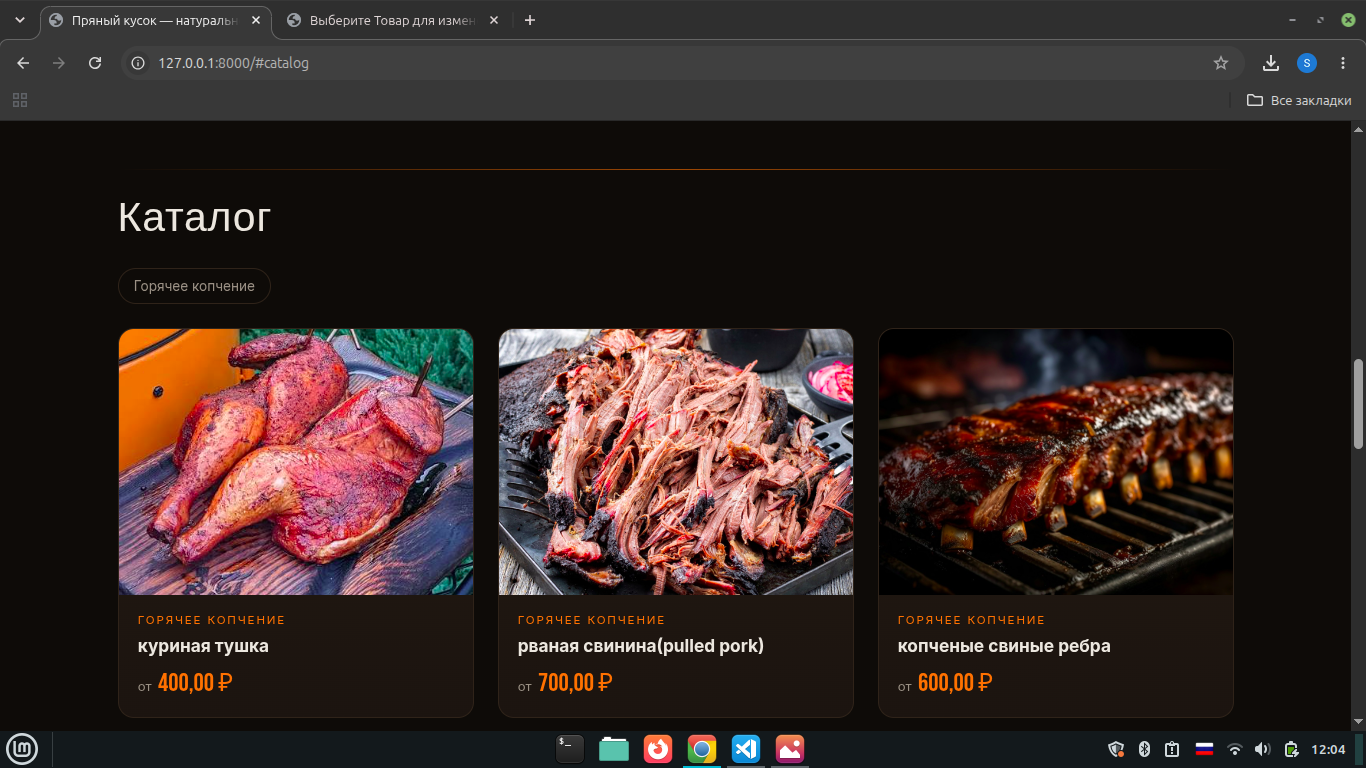 Пряный кусок — натуральн
Выберите Товар для измен
127.0.0.1:8000/#catalog
S
Все закладки
Каталог
Горячее копчение
ГОРЯЧЕЕ КОПЧЕНИЕ
куриная тушка
от 400,00 ₽
ГОРЯЧЕЕ КОПЧЕНИЕ
рваная свинина(pulled pork)
от 700,00 ₽
ГОРЯЧЕЕ КОПЧЕНИЕ
копченые свиные ребра
от 600,00 ₽
12:04